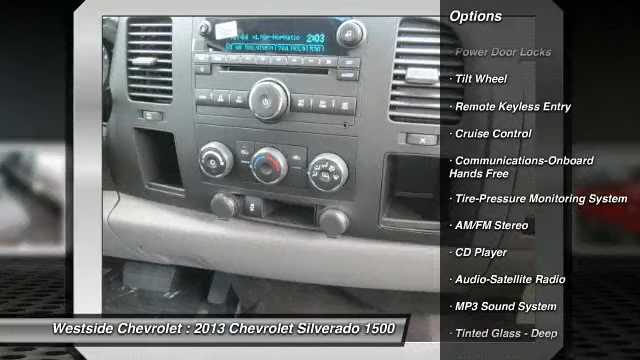 Options
· Power Door Locks
· Tilt Wheel
· Remote Keyless Entry
· Cruise Control
· Communications-Onboard
Hands Free
· Tire-Pressure Monitoring System
· AM/FM Stereo
· CD Player
· Audio-Satellite Radio
· MP3 Sound System
· Tinted Glass - Deep
2:03
Westside Chevrolet : 2013 Chevrolet Silverado 1500